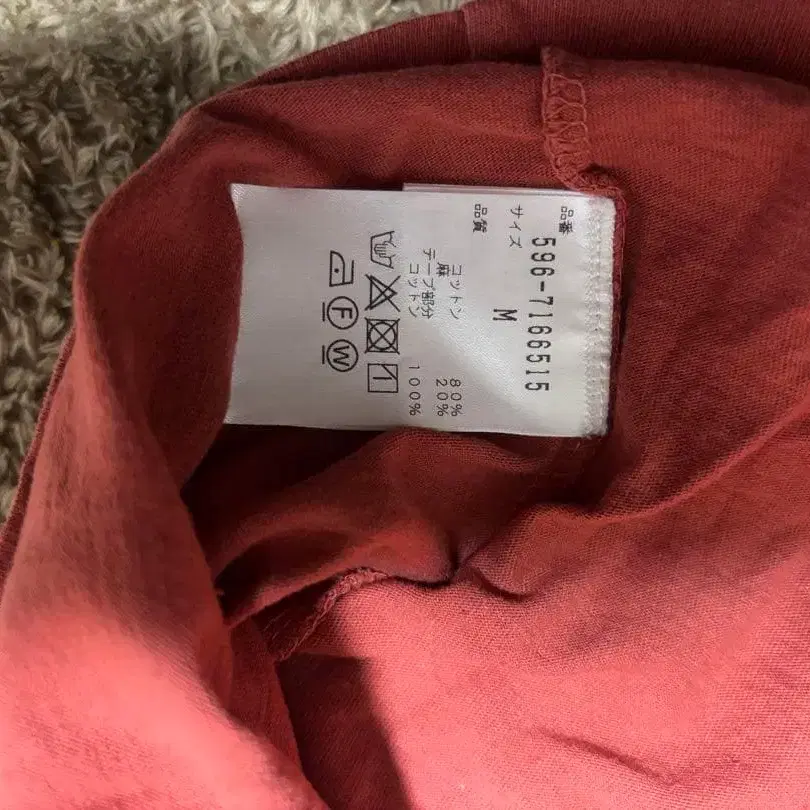 品番 596-7166515
サイズ M
品質
コットン 80%
麻 20%
テープ部分
コットン 100%
F
W